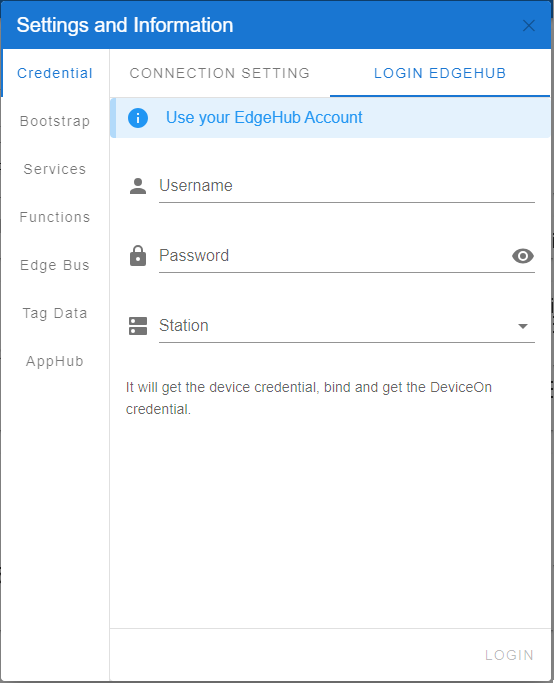 Settings and Information
Credential
Bootstrap
Services
Functions
Edge Bus
Tag Data
AppHub
CONNECTION SETTING
LOGIN EDGEHUB
Use your EdgeHub Account
Username
Password
Station
It will get the device credential, bind and get the DeviceOn
credential.
LOGIN